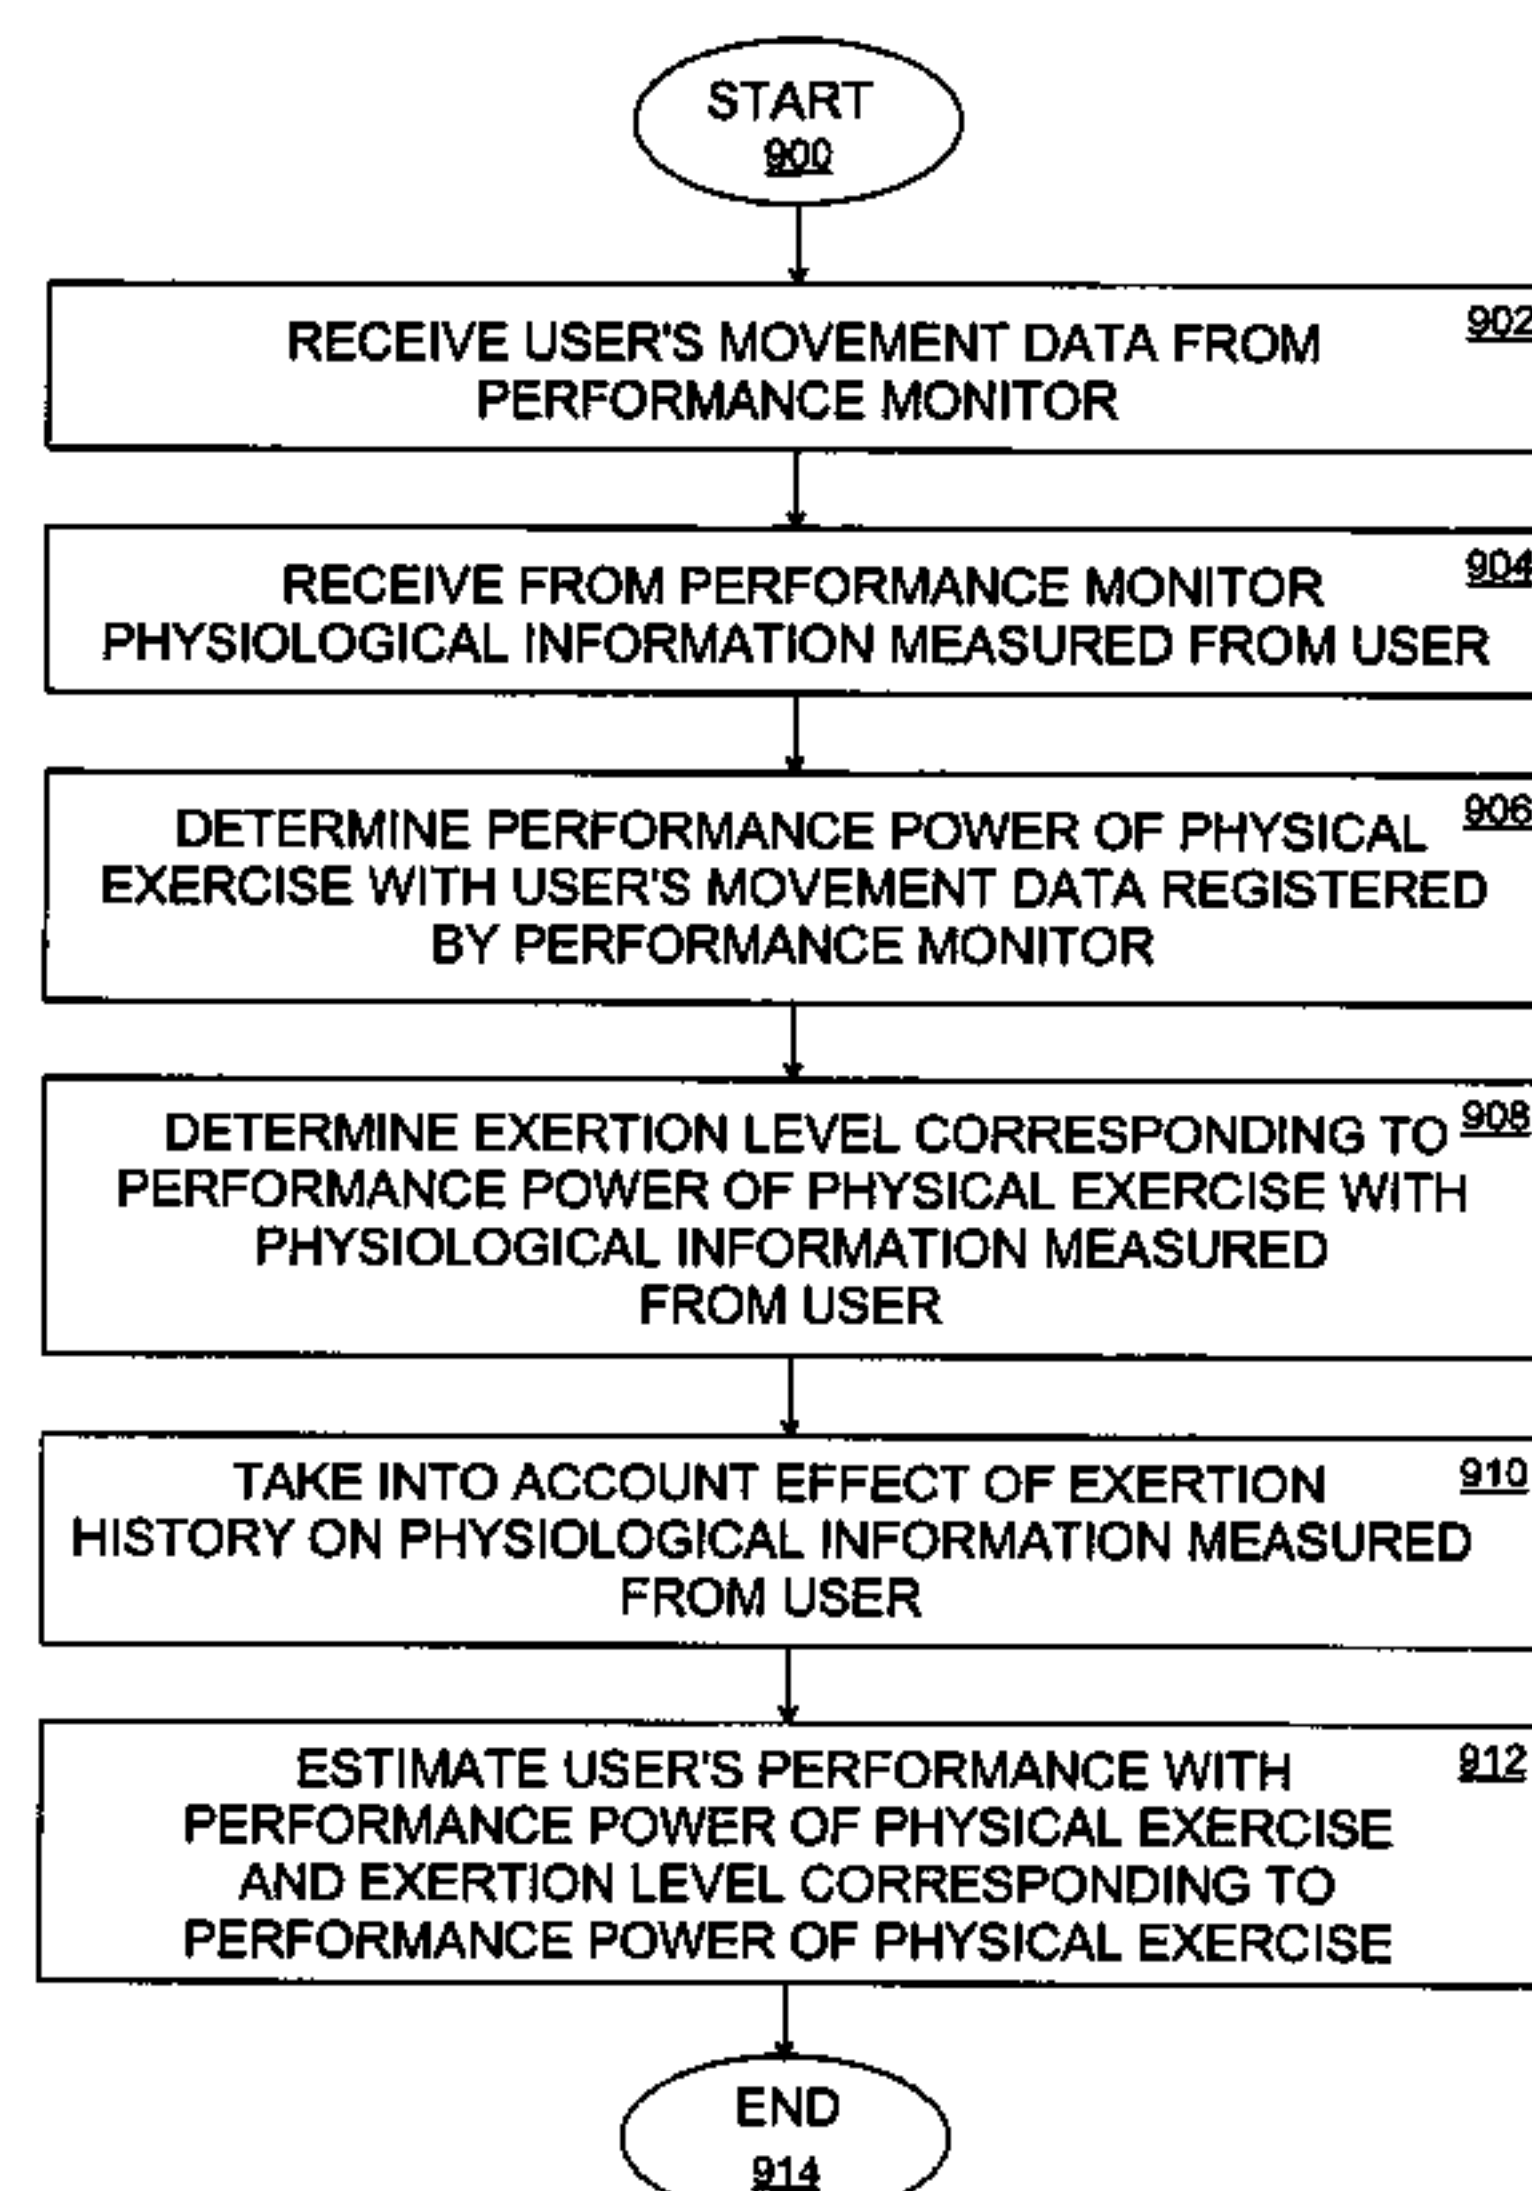 START
900
902
RECEIVE USER'S MOVEMENT DATA FROM
PERFORMANCE MONITOR
904
RECEIVE FROM PERFORMANCE MONITOR
PHYSIOLOGICAL INFORMATION MEASURED FROM USER
906
DETERMINE PERFORMANCE POWER OF PHYSICAL
EXERCISE WITH USER'S MOVEMENT DATA REGISTERED
BY PERFORMANCE MONITOR
908
DETERMINE EXERTION LEVEL CORRESPONDING TO
PERFORMANCE POWER OF PHYSICAL EXERCISE WITH
PHYSIOLOGICAL INFORMATION MEASURED
FROM USER
910
TAKE INTO ACCOUNT EFFECT OF EXERTION
HISTORY ON PHYSIOLOGICAL INFORMATION MEASURED
FROM USER
912
ESTIMATE USER'S PERFORMANCE WITH
PERFORMANCE POWER OF PHYSICAL EXERCISE
AND EXERTION LEVEL CORRESPONDING TO
PERFORMANCE POWER OF PHYSICAL EXERCISE
END
914